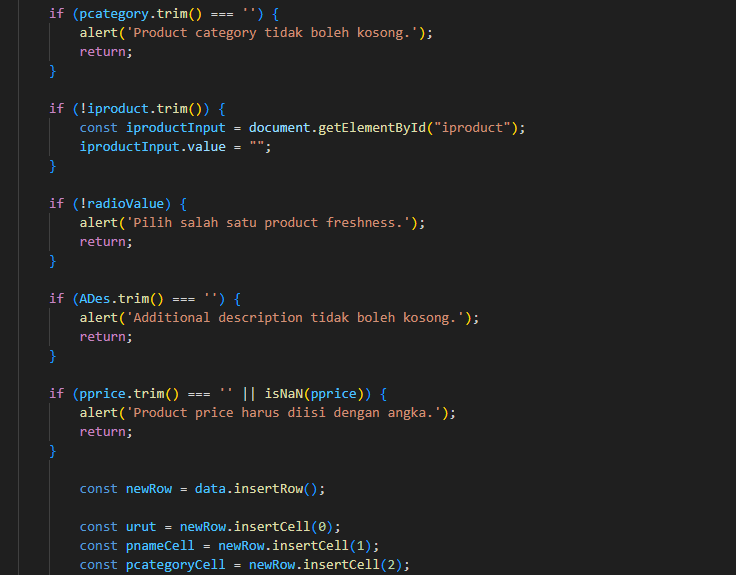 if (pcategory.trim() === '') {
alert('Product category tidak boleh kosong.');
return;
}
if (!iproduct.trim()) {
const iproductInput = document.getElementById("iproduct");
iproductInput.value = "";
}
if (!radioValue) {
alert('Pilih salah satu product freshness.');
return;
}
if (ADes.trim() === '') {
alert('Additional description tidak boleh kosong.');
return;
}
if (pprice.trim() === '' || isNaN(pprice)) {
alert('Product price harus diisi dengan angka.');
return;
}
const newRow = data.insertRow();
const urut = newRow.insertCell(0);
const pnameCell = newRow.insertCell(1);
const pcategoryCell = newRow.insertCell(2);